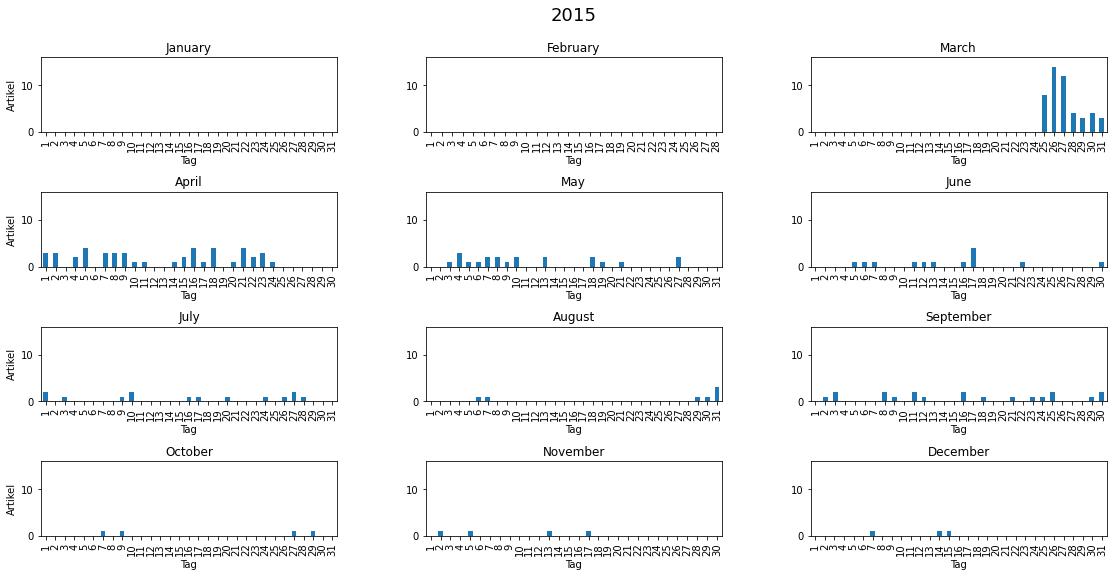 2015
January
10
0
Artikel
1 2 3 4 5 6 7 8 9 10 11 12 13 14 15 16 17 18 19 20 21 22 23 24 25 26 27 28 29 30 31
Tag
February
10
0
1 2 3 4 5 6 7 8 9 10 11 12 13 14 15 16 17 18 19 20 21 22 23 24 25 26 27 28
Tag
March
10
0
1 2 3 4 5 6 7 8 9 10 11 12 13 14 15 16 17 18 19 20 21 22 23 24 25 26 27 28 29 30 31
Tag
April
10
0
Artikel
1 2 3 4 5 6 7 8 9 10 11 12 13 14 15 16 17 18 19 20 21 22 23 24 25 26 27 28 29 30
Tag
May
10
0
1 2 3 4 5 6 7 8 9 10 11 12 13 14 15 16 17 18 19 20 21 22 23 24 25 26 27 28 29 30 31
Tag
June
10
0
1 2 3 4 5 6 7 8 9 10 11 12 13 14 15 16 17 18 19 20 21 22 23 24 25 26 27 28 29 30
Tag
July
10
0
Artikel
1 2 3 4 5 6 7 8 9 10 11 12 13 14 15 16 17 18 19 20 21 22 23 24 25 26 27 28 29 30 31
Tag
August
10
0
1 2 3 4 5 6 7 8 9 10 11 12 13 14 15 16 17 18 19 20 21 22 23 24 25 26 27 28 29 30 31
Tag
September
10
0
1 2 3 4 5 6 7 8 9 10 11 12 13 14 15 16 17 18 19 20 21 22 23 24 25 26 27 28 29 30
Tag
October
10
0
Artikel
1 2 3 4 5 6 7 8 9 10 11 12 13 14 15 16 17 18 19 20 21 22 23 24 25 26 27 28 29 30 31
Tag
November
10
0
1 2 3 4 5 6 7 8 9 10 11 12 13 14 15 16 17 18 19 20 21 22 23 24 25 26 27 28 29 30
Tag
December
10
0
1 2 3 4 5 6 7 8 9 10 11 12 13 14 15 16 17 18 19 20 21 22 23 24 25 26 27 28 29 30 31
Tag